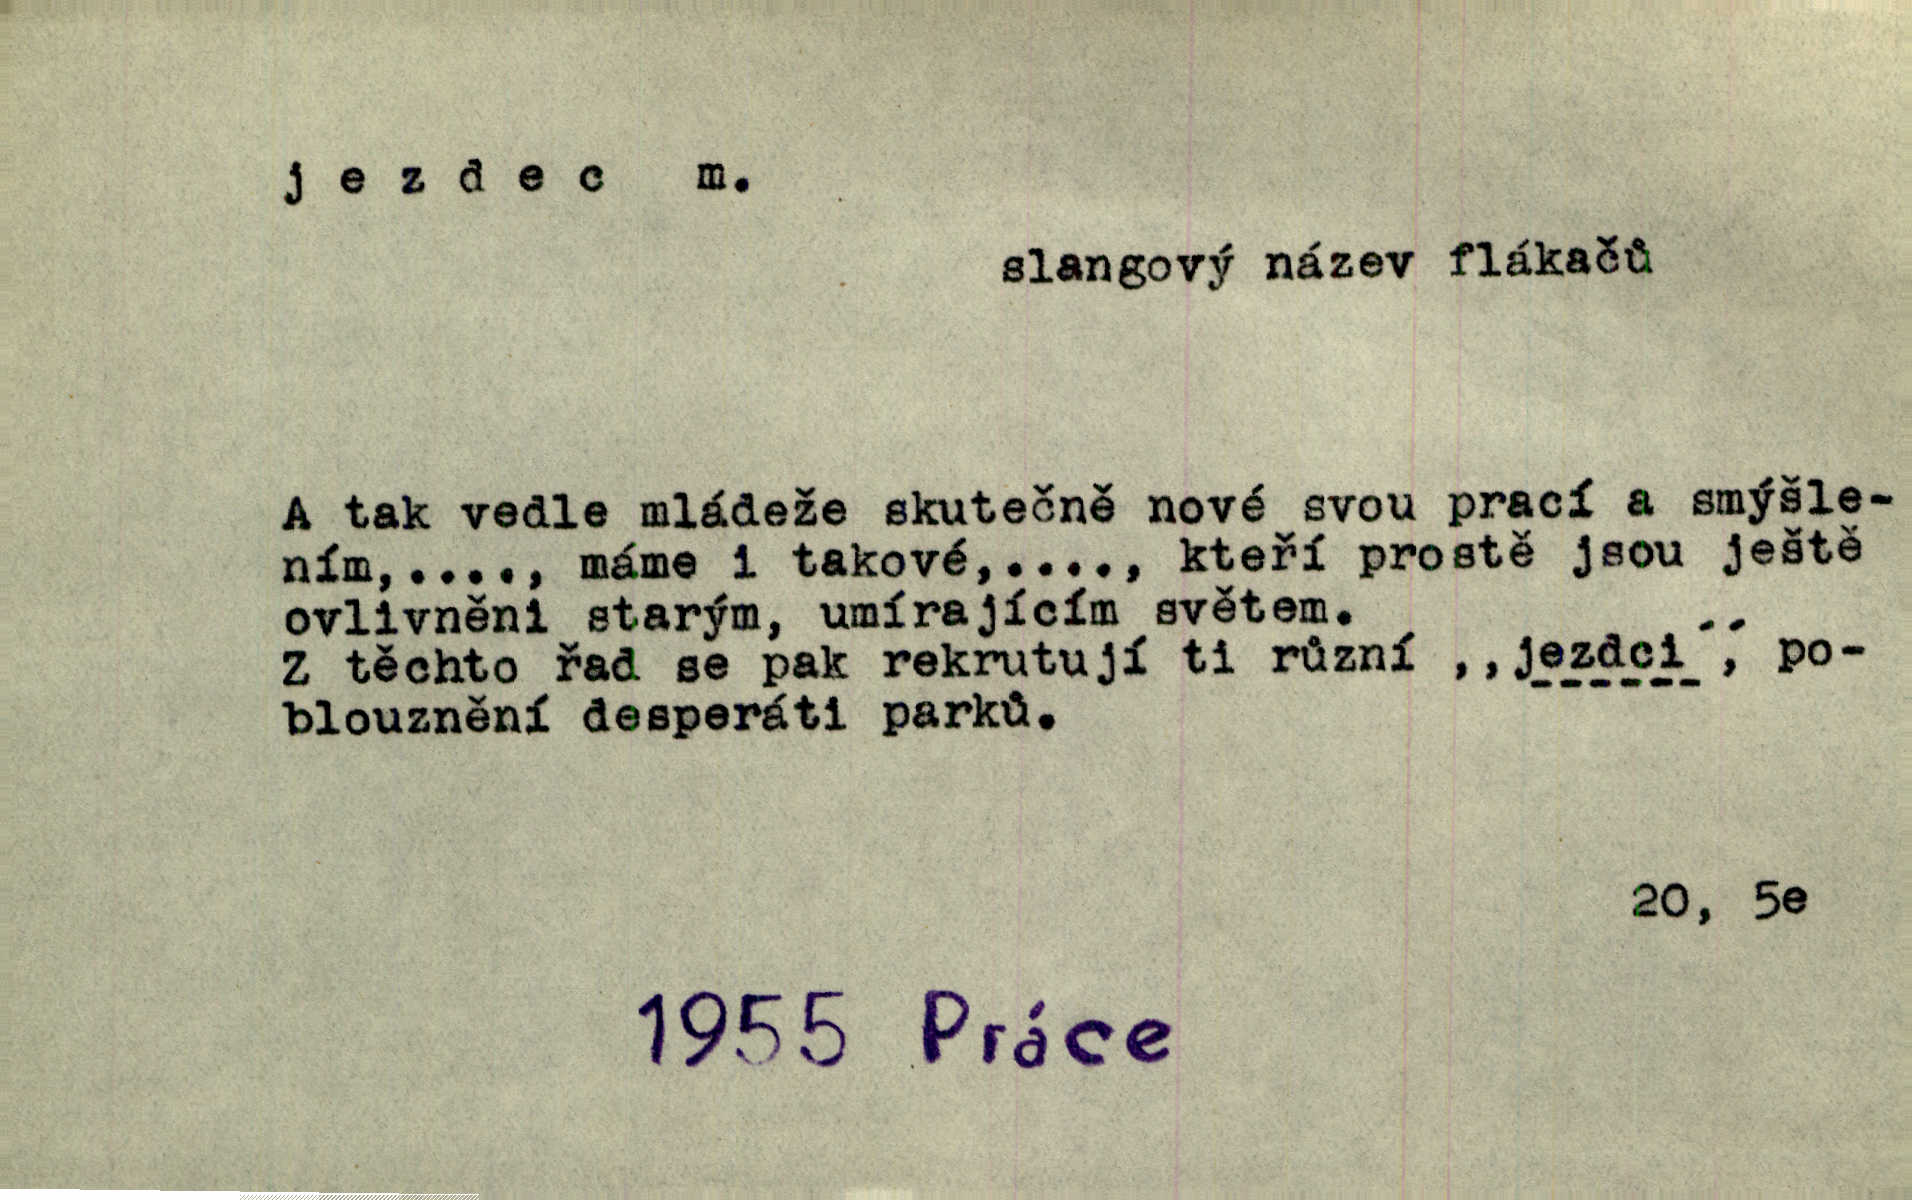 j e z d e c  m.
slangový název flákačů
A tak vedle mládeže skutečně nové svou prací a smýšle-
ním,...., máme i takové,...., kteří prostě jsou ještě
ovlivněni starým, umírajícím světem.
Z těchto řad se pak rekrutují ti různí ,,jezdci´´, po-
blouznění desperáti parků.
20, 5e
1955 Práce